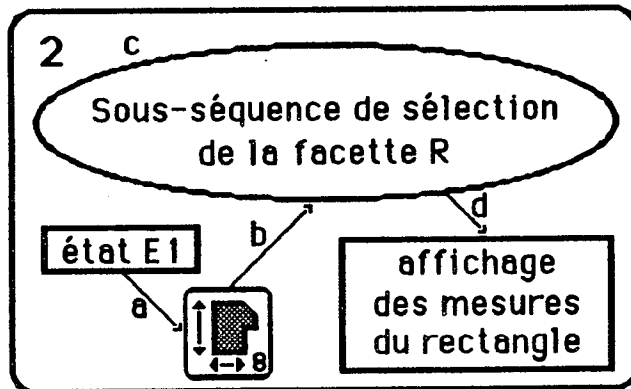 2
c
Sous-séquence de sélection
de la facette R
état E1
a
b
8
d
affichage
des mesures
du rectangle